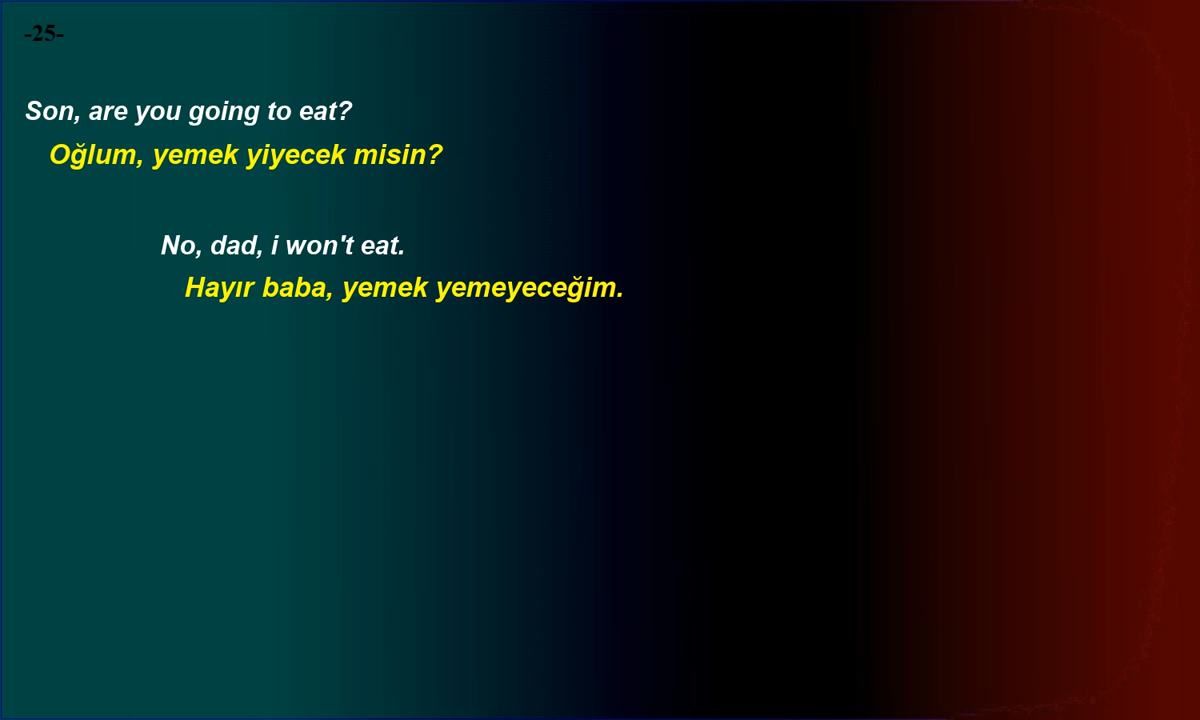 -25-
Son, are you going to eat?
Oğlum, yemek yiyecek misin?
No, dad, i won't eat.
Hayır baba, yemek yemeyeceğim.